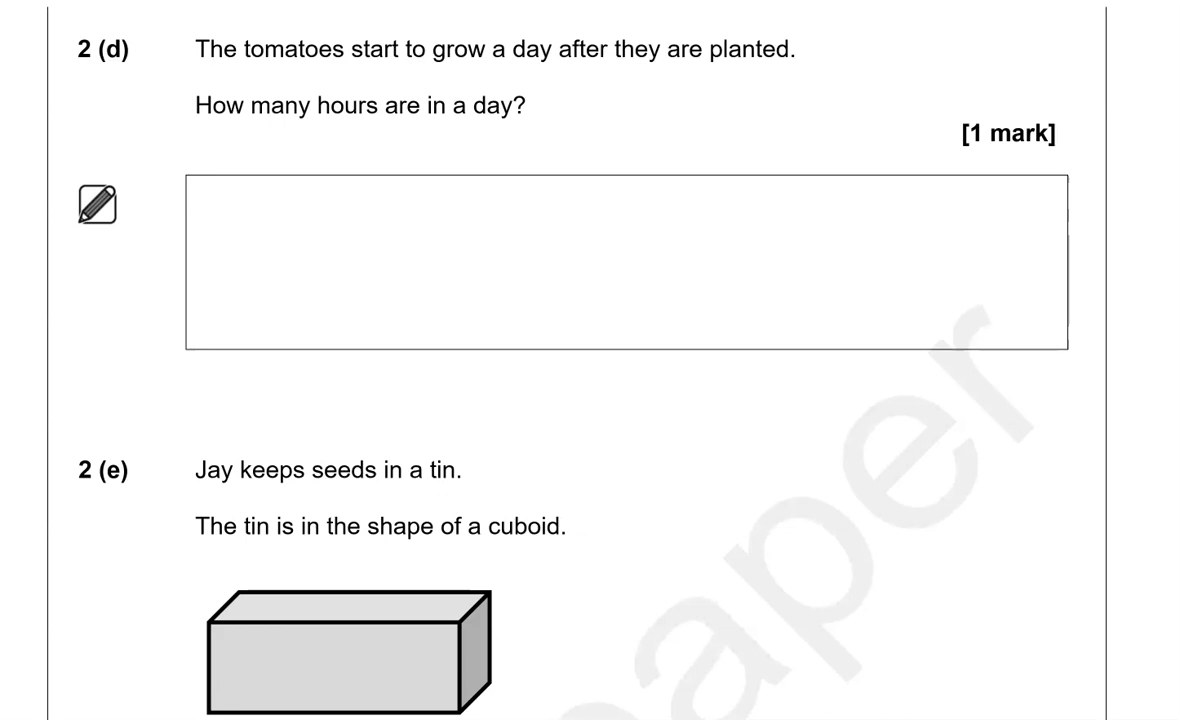 2 (d) The tomatoes start to grow a day after they are planted.
How many hours are in a day?
[1 mark]
2 (e) Jay keeps seeds in a tin.
The tin is in the shape of a cuboid.
aper